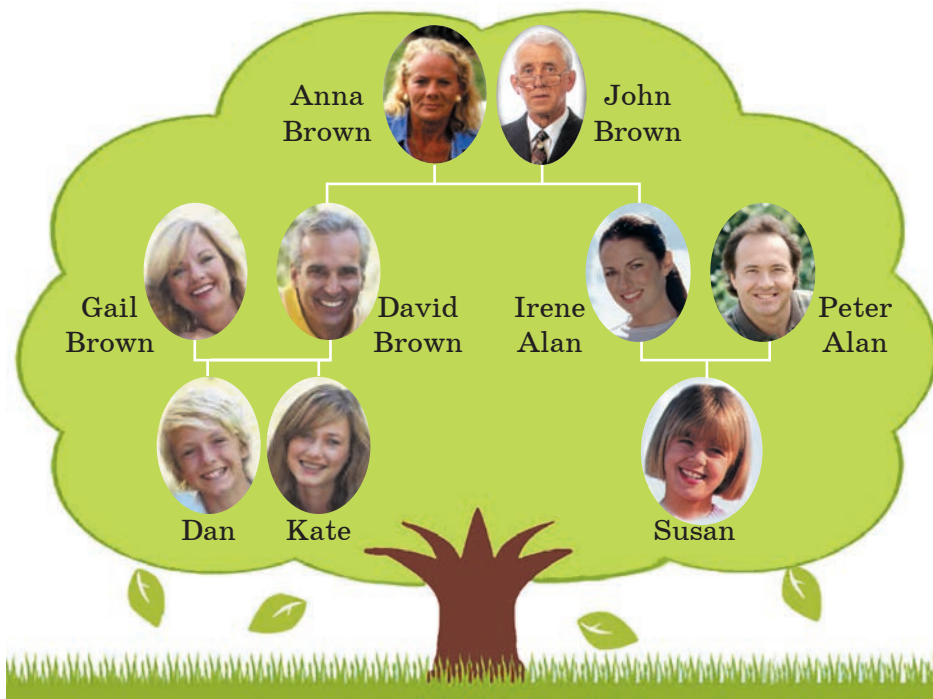 Anna
Brown
John
Brown
Gail
Brown
David
Brown
Irene
Alan
Peter
Alan
Dan
Kate
Susan